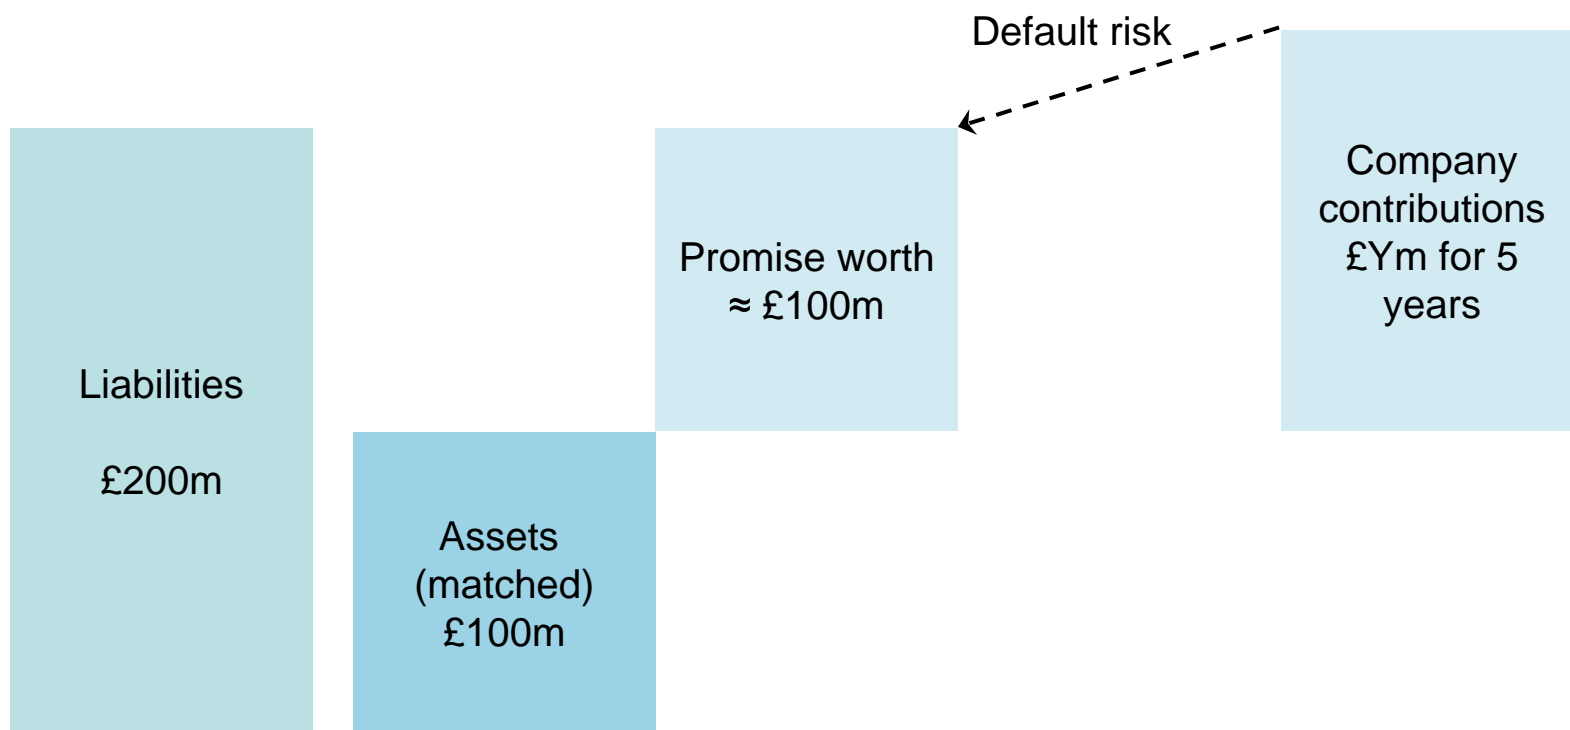 Default risk
Company
contributions
£Ym for 5
years
Promise worth
≈ £100m
Liabilities
£200m
Assets
(matched)
£100m